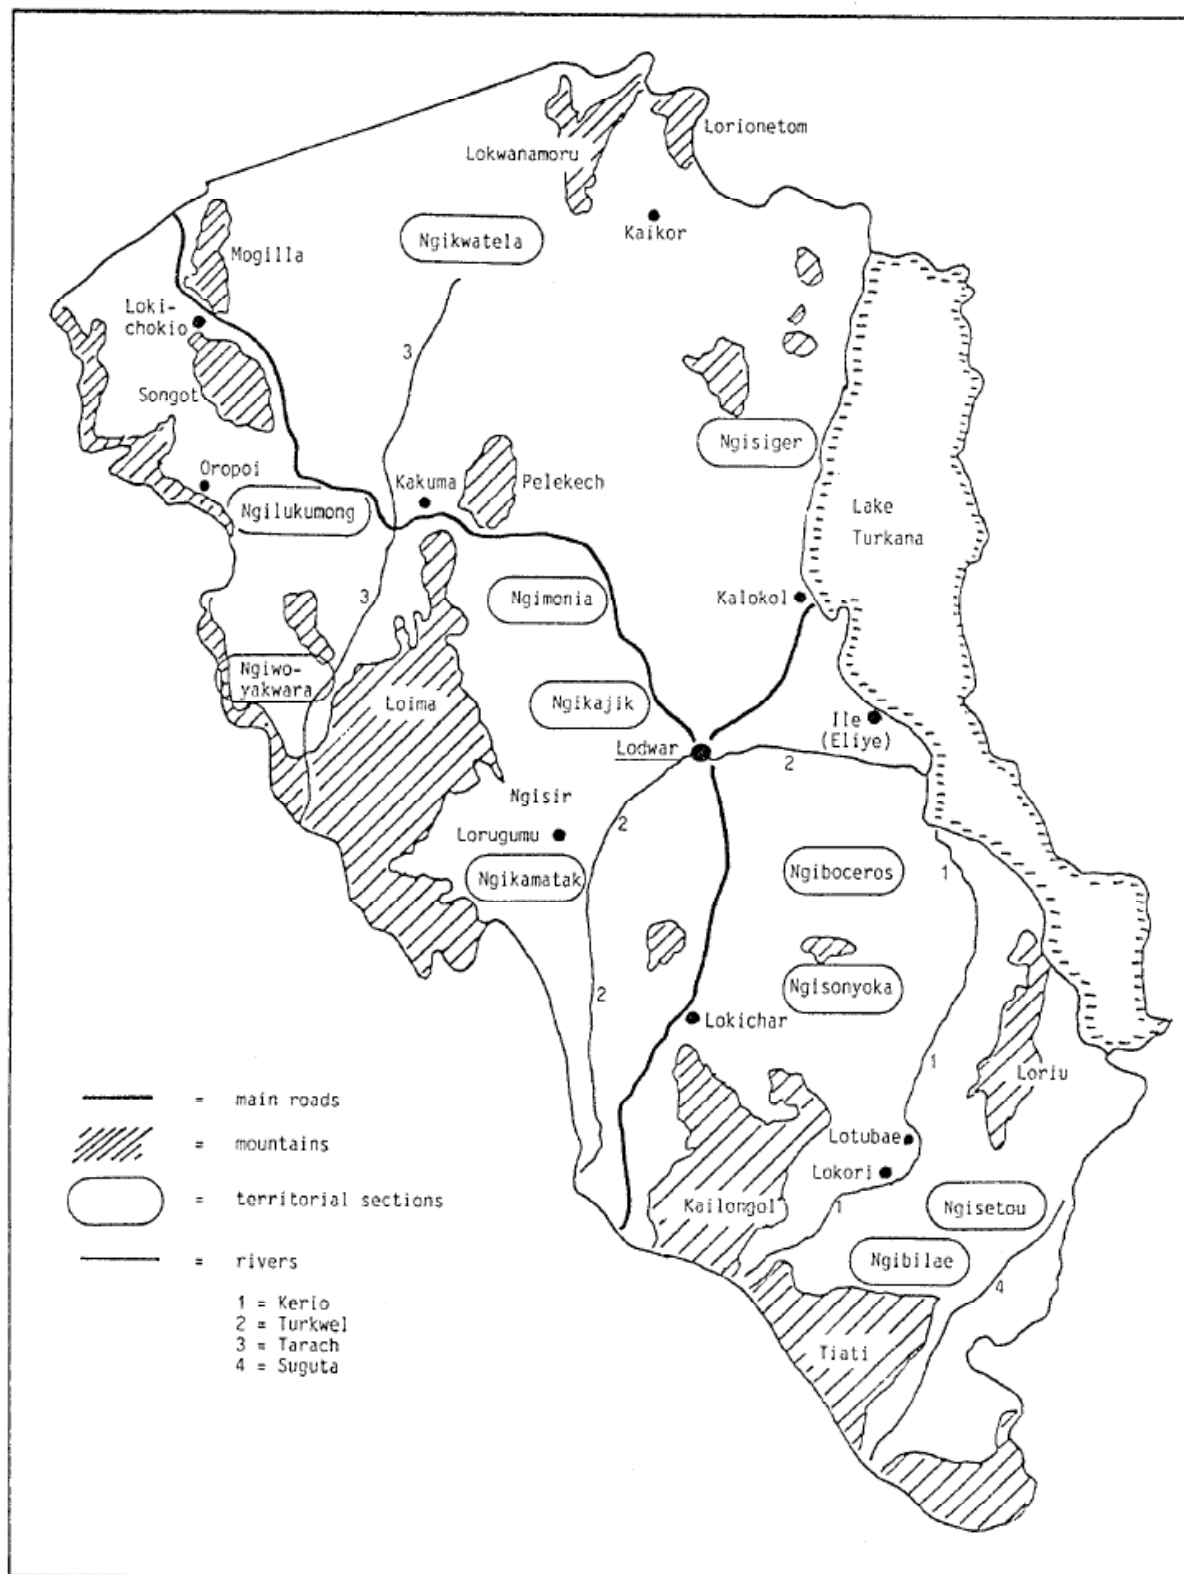 Lorionetom
Lokwanamoru
Kaikor
Ngikwatela
Mogilla
Loki-
chokio
3
Songot
Ngisiger
Oropoi
Kakuma
Pelekech
Lake
Turkana
Ngilukumong
Ngimonia
Kalokol
3
Ngiwo-
yakwara
Loima
Ngikajik
Ile
(Eliye)
Lodwar
2
Ngisir
2
Lorugumu
Ngikamatak
Ngiboceros
1
Ngisonyoka
2
Lokichar
1
Loriu
Lotubae
Lokori
Kailongol
1
Ngisetou
Ngibilae
4
Tiati
= main roads
= mountains
= territorial sections
= rivers
1 = Kerio
2 = Turkwel
3 = Tarach
4 = Suguta